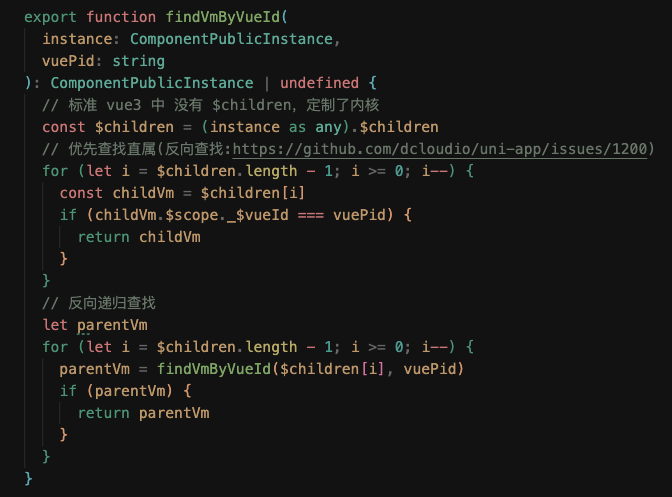 export function findVmByVueId(
instance: ComponentPublicInstance,
vuePid: string
): ComponentPublicInstance | undefined {
// 标准 vue3 中 没有 $children, 定制了内核
const $children = (instance as any).$children
// 优先查找直属(反向查找:https://github.com/dcloudio/uni-app/issues/1200)
for (let i = $children.length - 1; i >= 0; i--) {
const childVm = $children[i]
if (childVm.$scope._$vueId === vuePid) {
return childVm
}
}
// 反向递归查找
let parentVm
for (let i = $children.length - 1; i >= 0; i--) {
parentVm = findVmByVueId($children[i], vuePid)
if (parentVm) {
return parentVm
}
}
}